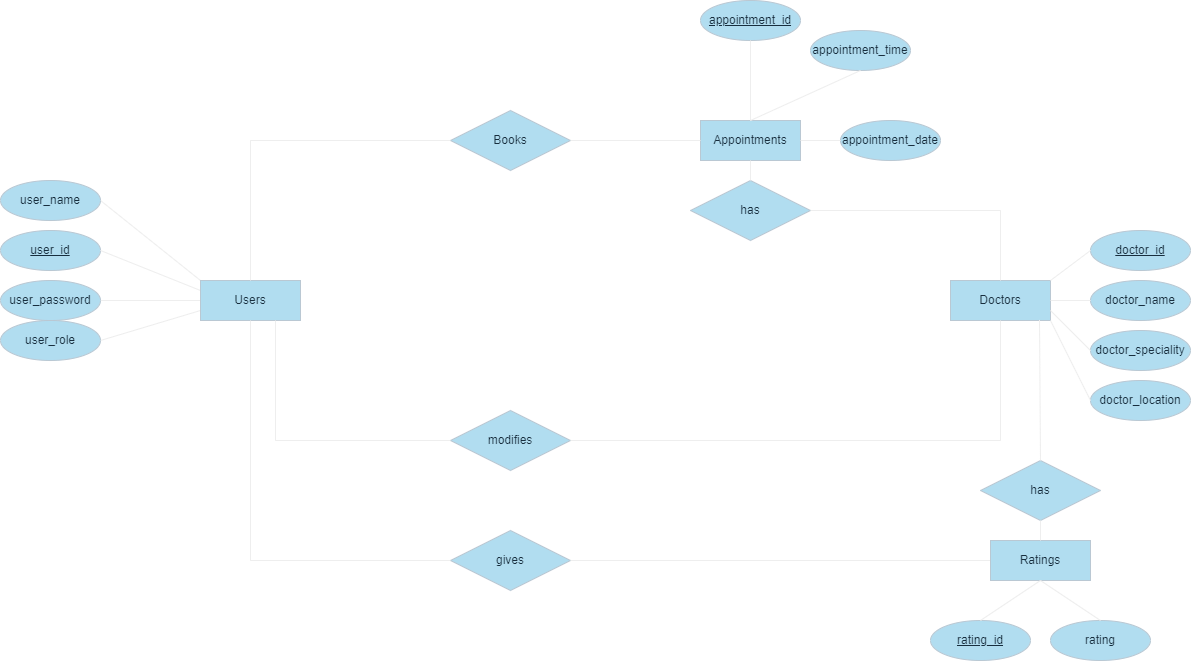 appointment_id
appointment_time
Books
Appointments
appointment_date
user_name
has
user_id
doctor_id
user_password
Users
Doctors
doctor_name
user_role
doctor_speciality
doctor_location
modifies
has
gives
Ratings
rating_id
rating